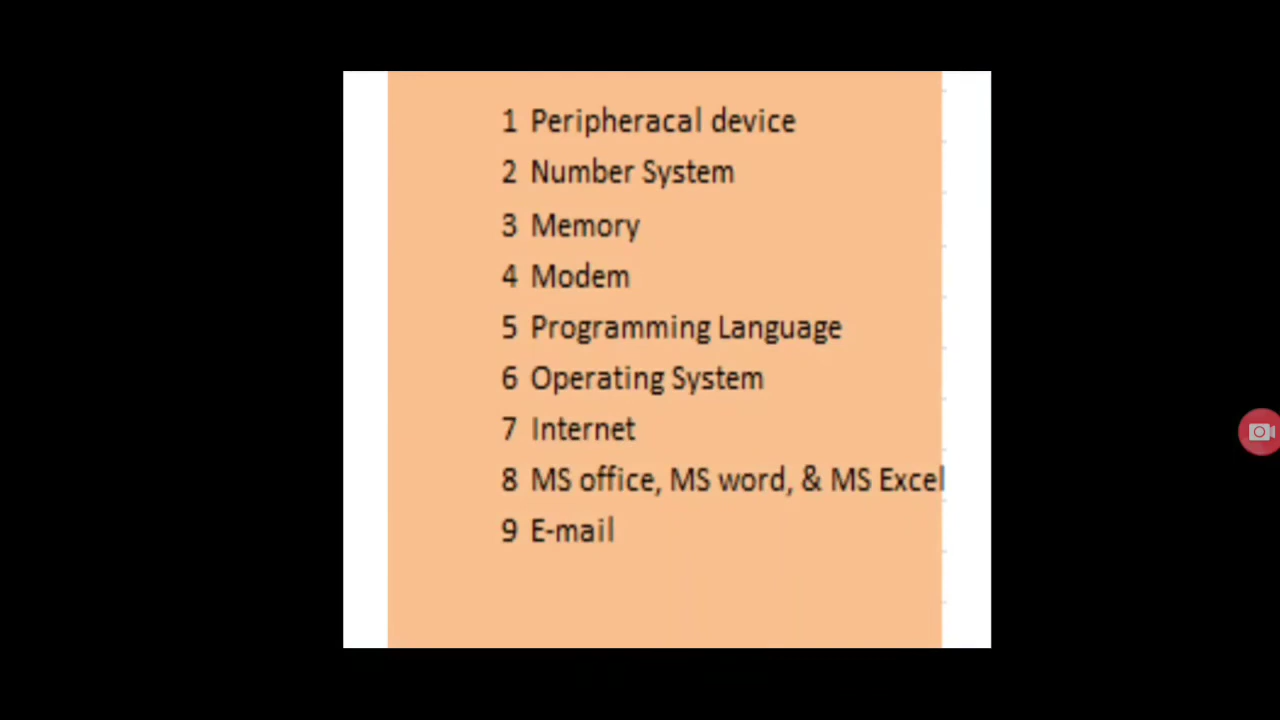 1 Peripheracal device
2 Number System
3 Memory
4 Modem
5 Programming Language
6 Operating System
7 Internet
8 MS office, MS word, & MS Excel
9 E-mail